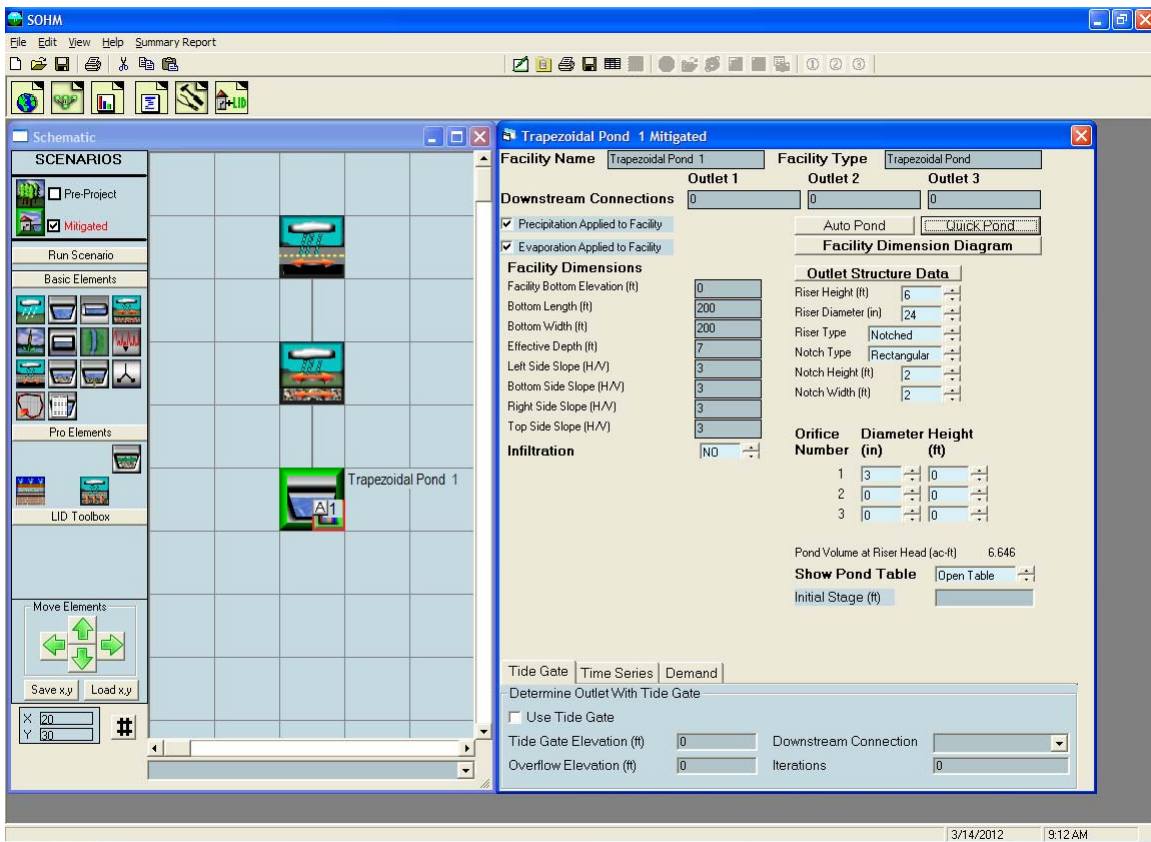 SOHM
File Edit View Help Summary Report
Schematic
SCENARIOS
Pre-Project
Mitigated
Run Scenario
Basic Elements
Pro Elements
LID Toolbox
Move Elements
Save x,y Load x,y
X 20
Y 30
#
+LID
Trapezoidal Pond 1
A 1
Trapezoidal Pond 1 Mitigated
Facility Name Trapezoidal Pond 1 Facility Type Trapezoidal Pond
Outlet 1 Outlet 2 Outlet 3
Downstream Connections 0 0 0
Precipitation Applied to Facility Auto Pond Quick Pond
Evaporation Applied to Facility Facility Dimension Diagram
Facility Dimensions Outlet Structure Data
Facility Bottom Elevation (ft) 0 Riser Height (ft) 6
Bottom Length (ft) 200 Riser Diameter (in) 24
Bottom Width (ft) 200 Riser Type Notched
Effective Depth (ft) 7 Notch Type Rectangular
Left Side Slope (H/V) 3 Notch Height (ft) 2
Bottom Side Slope (H/V) 3 Notch Width (ft) 2
Right Side Slope (H/V) 3
Top Side Slope (H/V) 3
Infiltration NO
Orifice Diameter Height
Number (in) (ft)
1 3 0
2 0 0
3 0 0
Pond Volume at Riser Head (ac-ft) 6.646
Show Pond Table Open Table
Initial Stage (ft)
Tide Gate Time Series Demand
Determine Outlet With Tide Gate
Use Tide Gate
Tide Gate Elevation (ft) 0 Downstream Connection
Overflow Elevation (ft) 0 Iterations 0
3/14/2012 9:12 AM